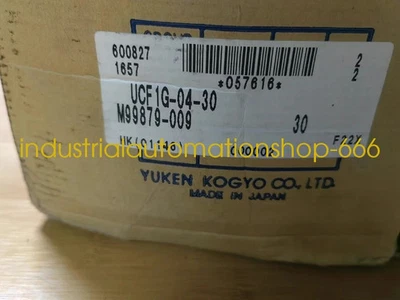 600827 2
1657 2
*057616*
UCF1G-04-30
M99879-009 30
industrialautomationshop-666
YUKEN KOGYO CO., LTD.
MADE IN JAPAN